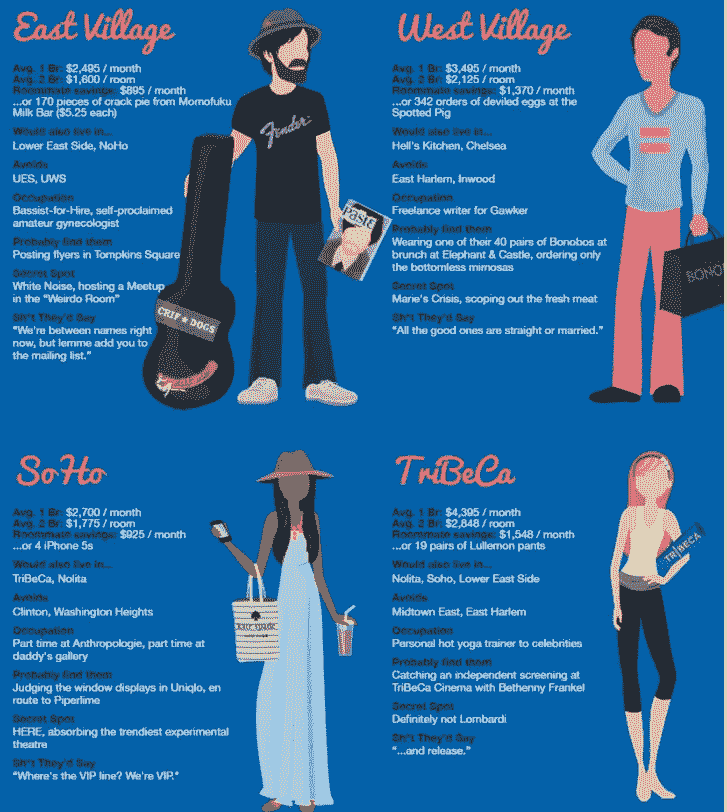 East Village
Avg. 1 Br: $2,495 / month
Avg. 2 Br: $1,600 / room
Roommate savings: $895 / month
...or 170 pieces of crack pie from Momofuku
Milk Bar ($5.25 each)
Would also live in...
Lower East Side, NoHo
Avoids
UES, UWS
Occupation
Bassist-for-Hire, self-proclaimed
amateur gynecologist
Probably find them
Posting flyers in Tompkins Square
Secret Spot
White Noise, hosting a Meetup
in the "Weirdo Room"
Sh*t They'd Say
"We're between names right
now, but lemme add you to
the mailing list."
Fender
Paste
CRIF DOGS
West Village
Avg. 1 Br: $3,495 / month
Avg. 2 Br: $2,125 / room
Roommate savings: $1,370 / month
...or 342 orders of deviled eggs at the
Spotted Pig
Would also live in...
Hell's Kitchen, Chelsea
Avoids
East Harlem, Inwood
Occupation
Freelance writer for Gawker
Probably find them
Wearing one of their 40 pairs of Bonobos at
brunch at Elephant & Castle, ordering only
the bottomless mimosas
Secret Spot
Marie's Crisis, scoping out the fresh meat
Sh*t They'd Say
"All the good ones are straight or married."
BONO
SoHo
Avg. 1 Br: $2,700 / month
Avg. 2 Br: $1,775 / room
Roommate savings: $925 / month
...or 4 iPhone 5s
Would also live in...
TriBeCa, Nolita
Avoids
Clinton, Washington Heights
Occupation
Part time at Anthropologie, part time at
daddy's gallery
Probably find them
Judging the window displays in Uniqlo, en
route to Piperlime
Secret Spot
HERE, absorbing the trendiest experimental
theatre
Sh*t They'd Say
"Where's the VIP line? We're VIP."
TriBeCa
Avg. 1 Br: $4,395 / month
Avg. 2 Br: $2,848 / room
Roommate savings: $1,548 / month
...or 19 pairs of Lullemon pants
Would also live in...
Nolita, Soho, Lower East Side
Avoids
Midtown East, East Harlem
Occupation
Personal hot yoga trainer to celebrities
Probably find them
Catching an independent screening at
TriBeCa Cinema with Bethenny Frankel
Secret Spot
Definitely not Lombardi
Sh*t They'd Say
"...and release."
TRIBECA